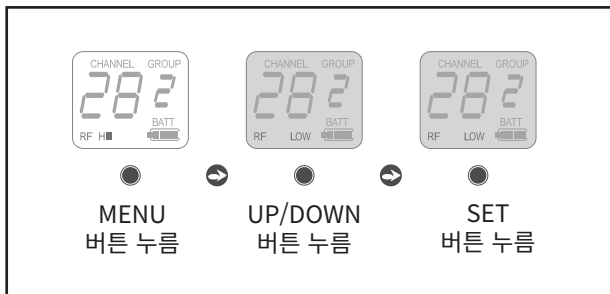 CHANNEL GROUP
28 2
BATT
RF HI
CHANNEL GROUP
28 2
BATT
RF LOW
CHANNEL GROUP
28 2
BATT
RF LOW
MENU
버튼 누름
UP/DOWN
버튼 누름
SET
버튼 누름